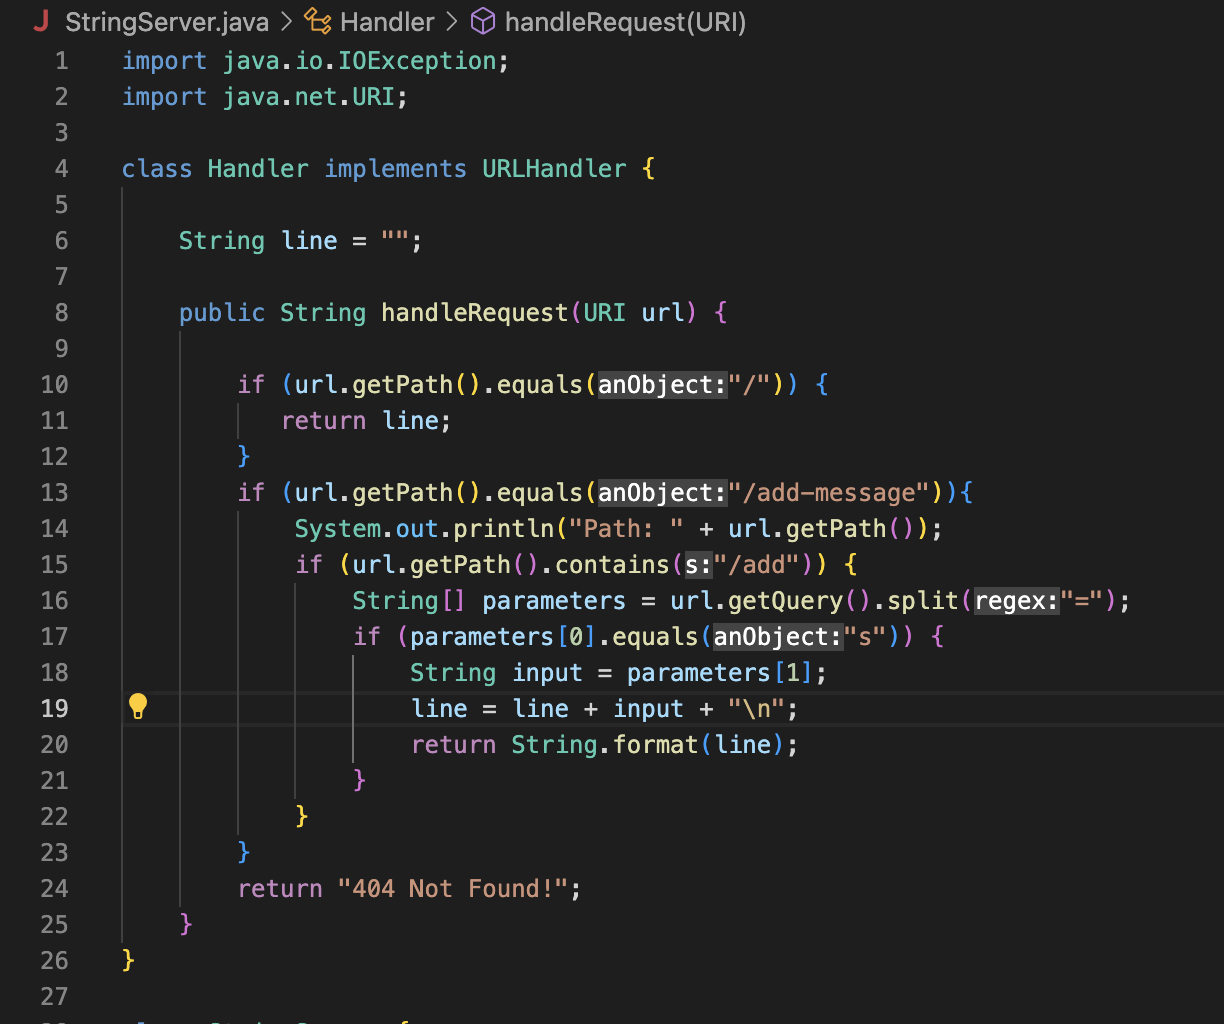 StringServer.java > Handler > handleRequest(URI)
1 import java.io.IOException;
2 import java.net.URI;
3
4 class Handler implements URLHandler {
5
6 String line = "";
7
8 public String handleRequest(URI url) {
9
10 if (url.getPath().equals(anObject:"/")) {
11 return line;
12 }
13 if (url.getPath().equals(anObject:"/add-message")){
14 System.out.println("Path: " + url.getPath());
15 if (url.getPath().contains(s:"/add")) {
16 String[] parameters = url.getQuery().split(regex:"=");
17 if (parameters[0].equals(anObject:"s")) {
18 String input = parameters[1];
19 line = line + input + "\n";
20 return String.format(line);
21 }
22 }
23 }
24 return "404 Not Found!";
25 }
26 }
27